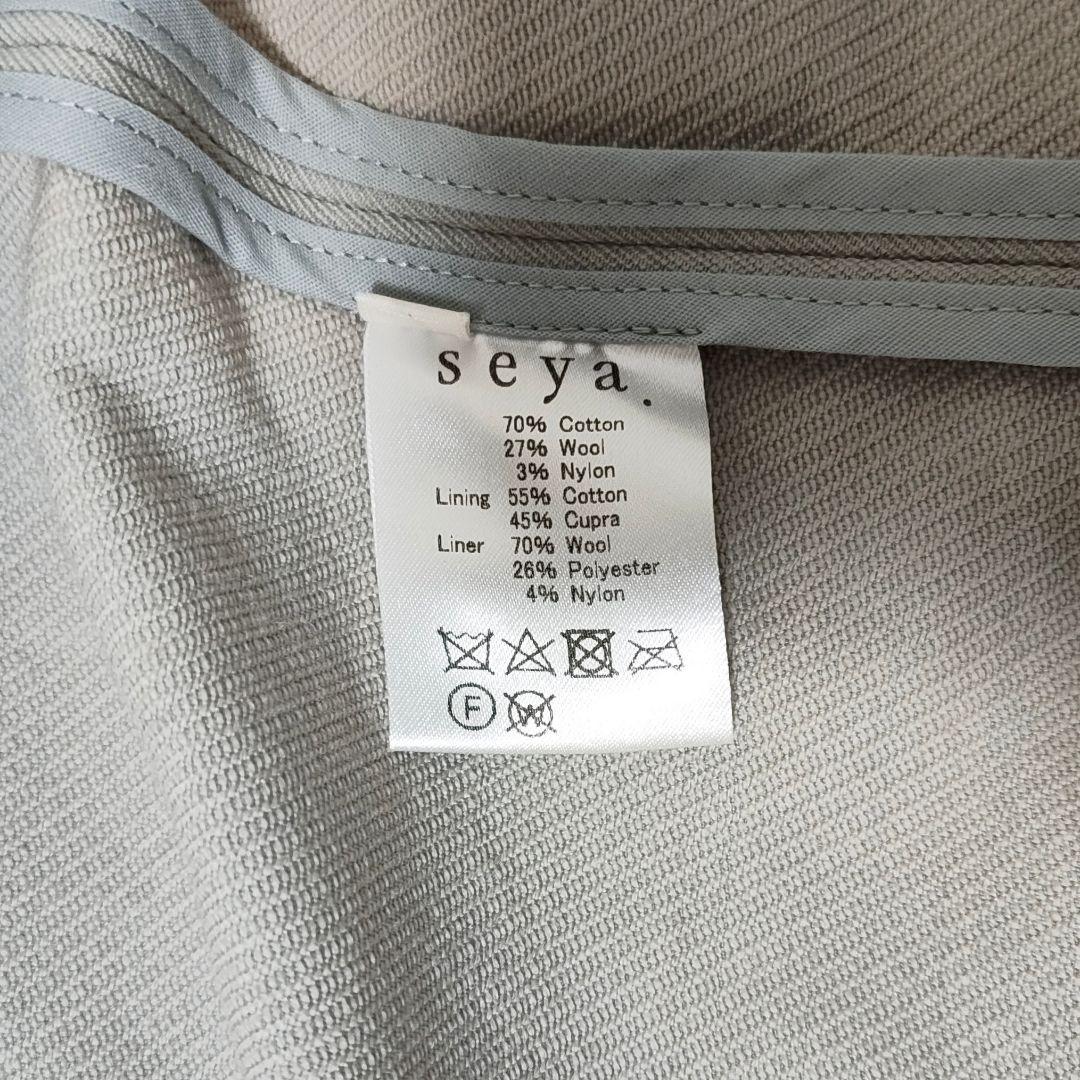 seya.
70% Cotton
27% Wool
3% Nylon
Lining 55% Cotton
45% Cupra
Liner 70% Wool
26% Polyester
4% Nylon
F W